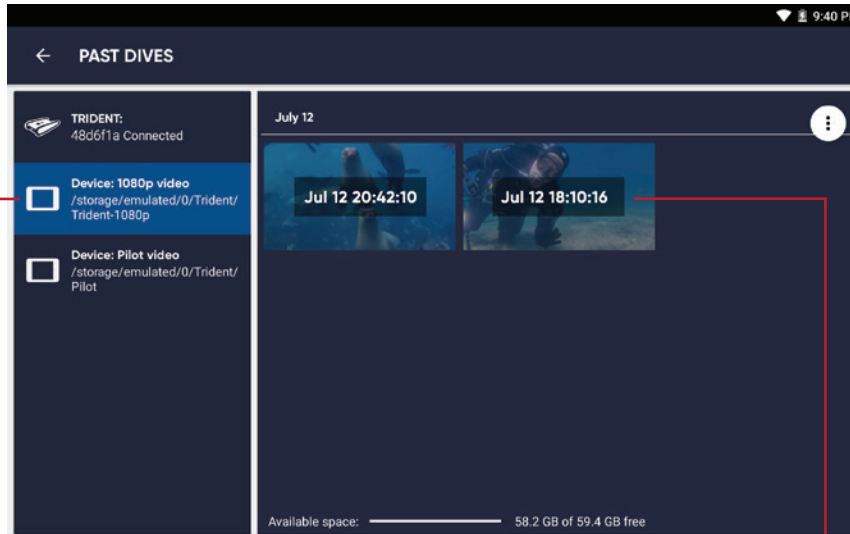 9:40 P
PAST DIVES
TRIDENT:
48d6f1a Connected
Device: 1080p video
/storage/emulated/0/Trident/
Trident-1080p
Device: Pilot video
/storage/emulated/0/Trident/
Pilot
July 12
Jul 12 20:42:10
Jul 12 18:10:16
Available space: 58.2 GB of 59.4 GB free